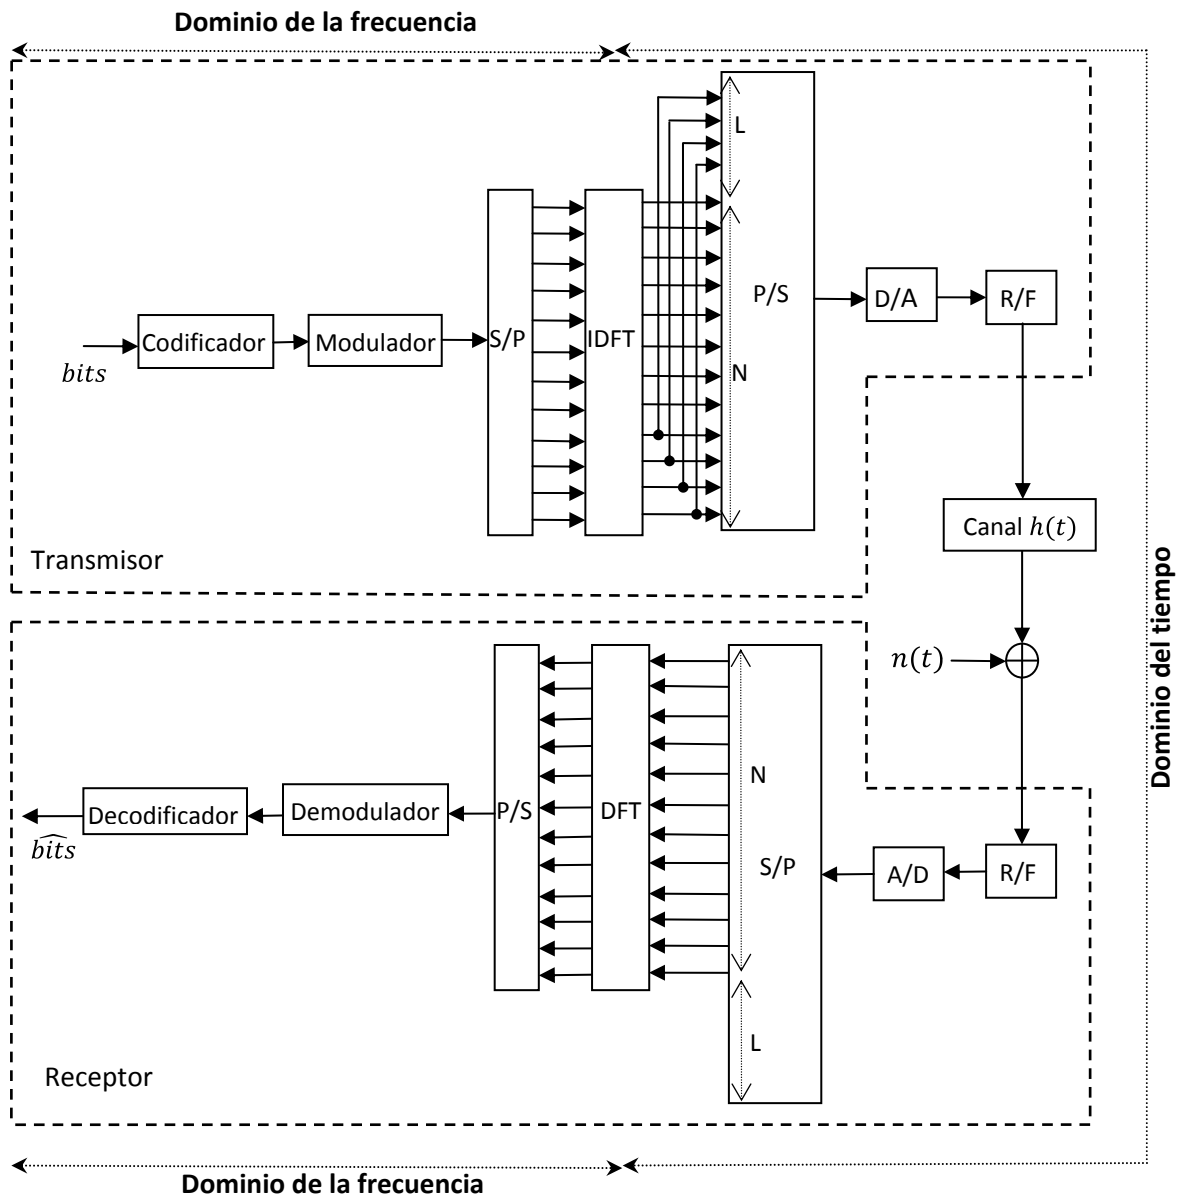 Dominio de la frecuencia
L
P/S
D/A
R/F
S/P
IDFT
Codificador
Modulador
bits
N
Canal h(t)
Transmisor
Dominio del tiempo
n(t)
N
Decodificador
Demodulador
P/S
DFT
S/P
A/D
R/F
\widehat{bits}
L
Receptor
Dominio de la frecuencia